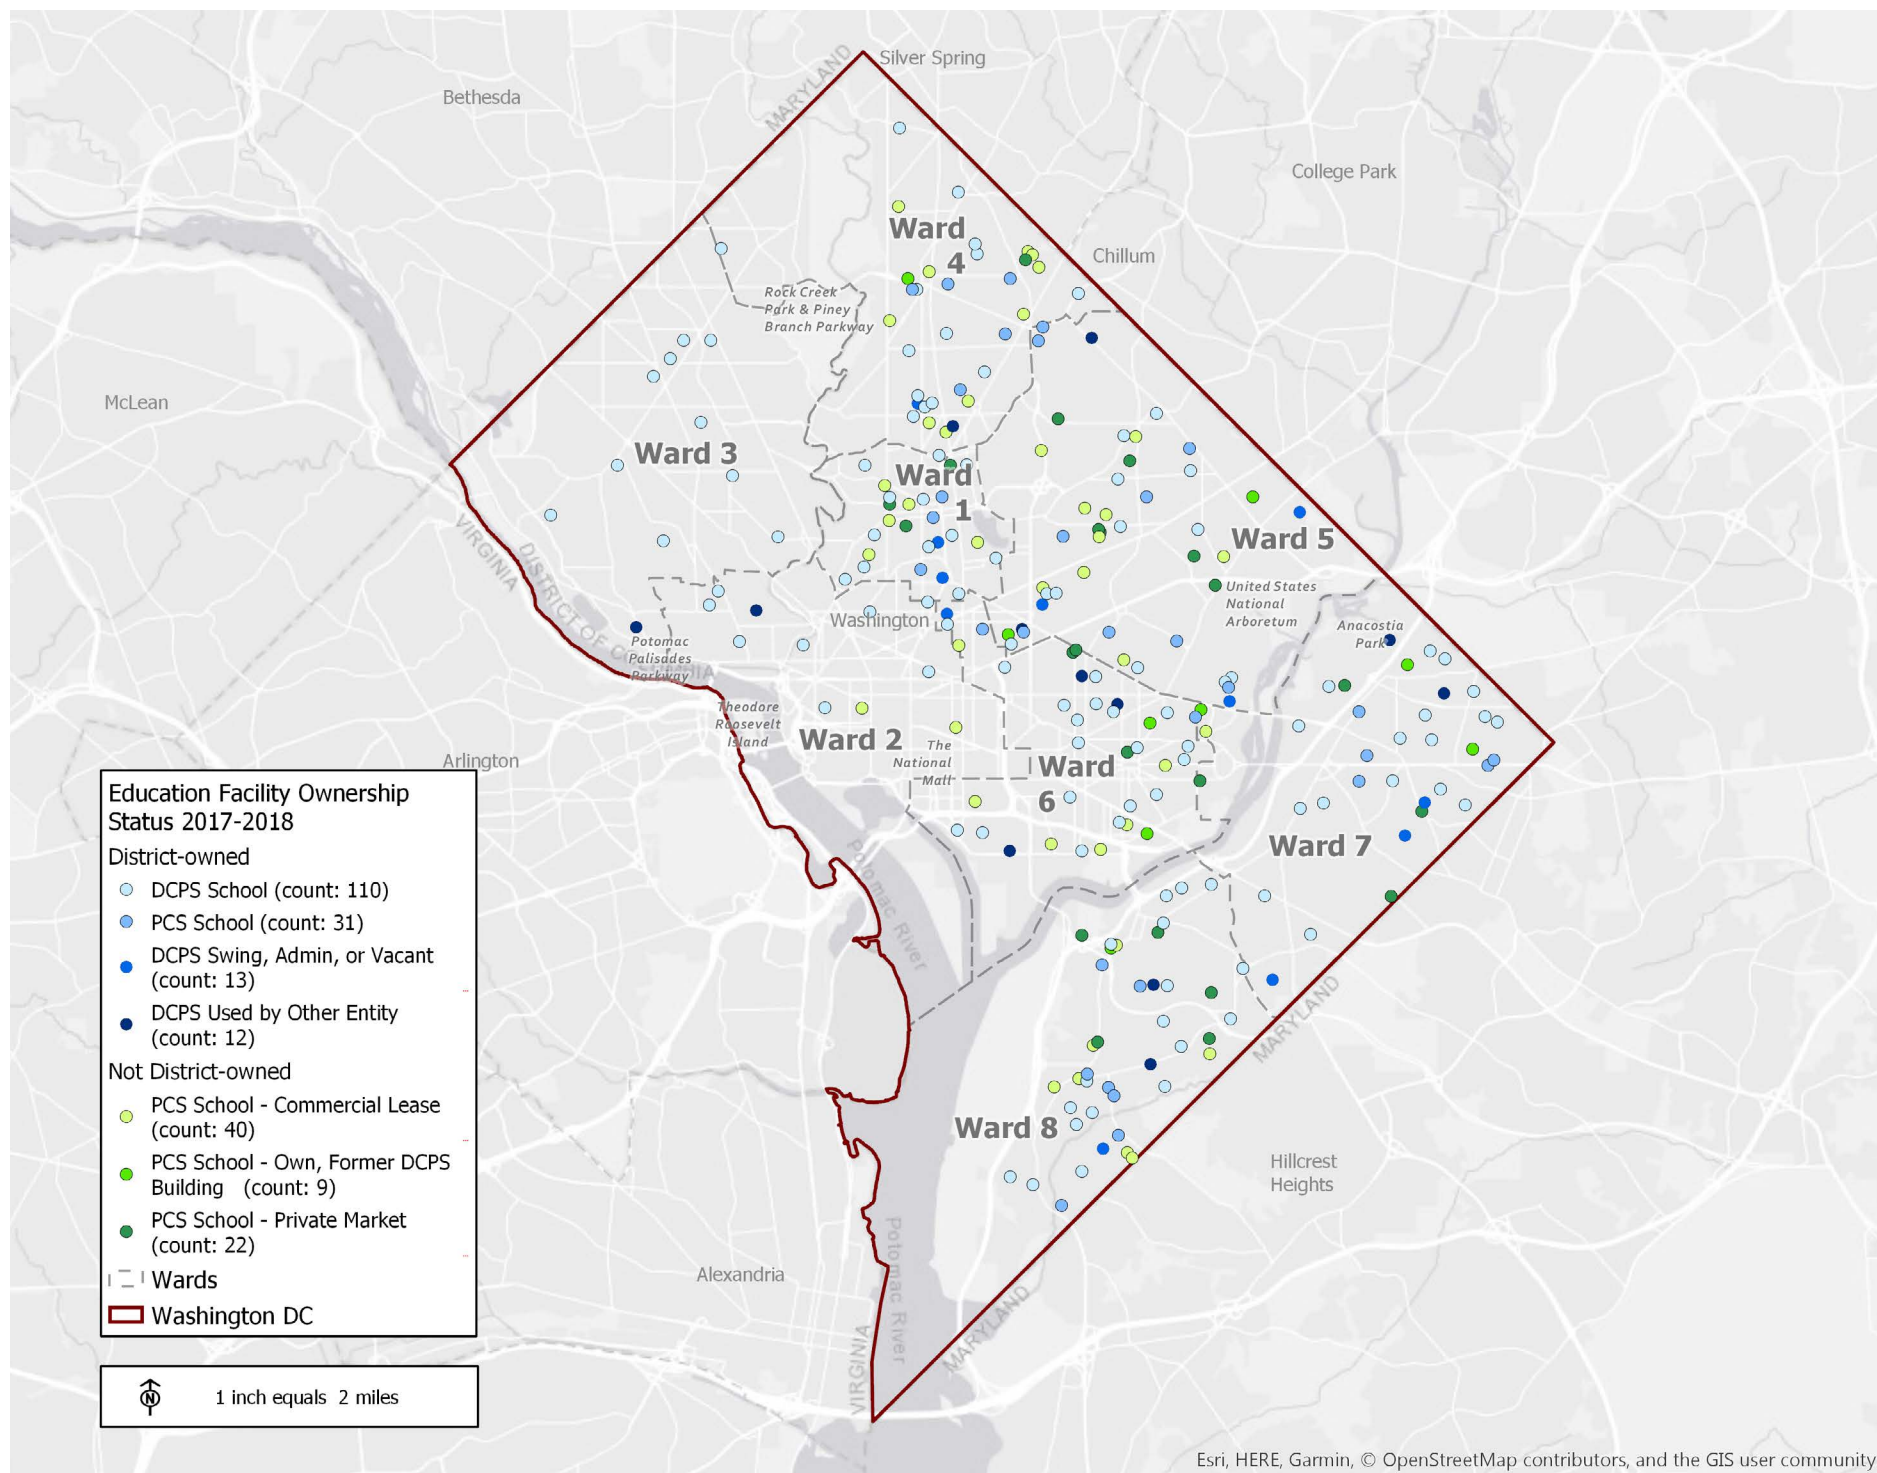 Silver Spring
MARYLAND
Bethesda
College Park
Ward
4
Chillum
Rock Creek
Park & Piney
Branch Parkway
McLean
Ward 3
Ward
1
Ward 5
VIRGINIA
DISTRICT OF COLUMBIA
United States
National
Arboretum
Washington
Anacostia
Park
Potomac
Palisades
Parkway
Theodore
Roosevelt
Island
Ward 2
The
National
Mall
Arlington
Ward
6
Ward 7
Potomac River
MARYLAND
Ward 8
Hillcrest
Heights
Alexandria
Potomac River
MARYLAND
VIRGINIA
Education Facility Ownership
Status 2017-2018
District-owned
DCPS School (count: 110)
PCS School (count: 31)
DCPS Swing, Admin, or Vacant
(count: 13)
DCPS Used by Other Entity
(count: 12)
Not District-owned
PCS School - Commercial Lease
(count: 40)
PCS School - Own, Former DCPS
Building (count: 9)
PCS School - Private Market
(count: 22)
Wards
Washington DC
N
1 inch equals 2 miles
Esri, HERE, Garmin, © OpenStreetMap contributors, and the GIS user community